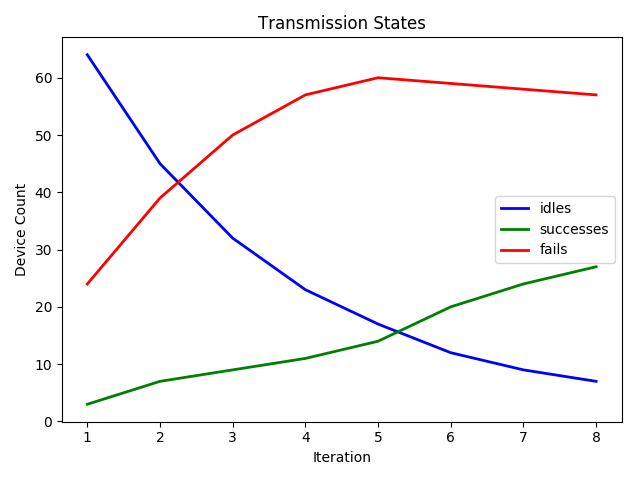 Transmission States
Device Count
60
50
40
30
20
10
0
idles
successes
fails
1 2 3 4 5 6 7 8
Iteration